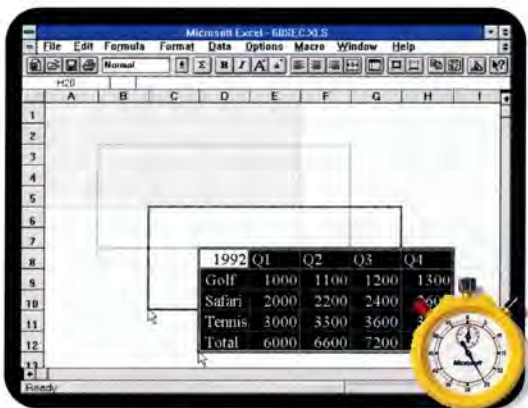 Microsoft Excel - 60SEC.XLS
File Edit Formula Format Data Options Macro Window Help
Normal Σ B I A A
H20
A B C D E F G H I
1
2
3
4
5
6
7
8 1992 Q1 Q2 Q3 Q4
9 Golf 1000 1100 1200 1300
10 Safari 2000 2200 2400
11 Tennis 3000 3300 3600
12 Total 6000 6600 7200
13
Microsoft
Ready